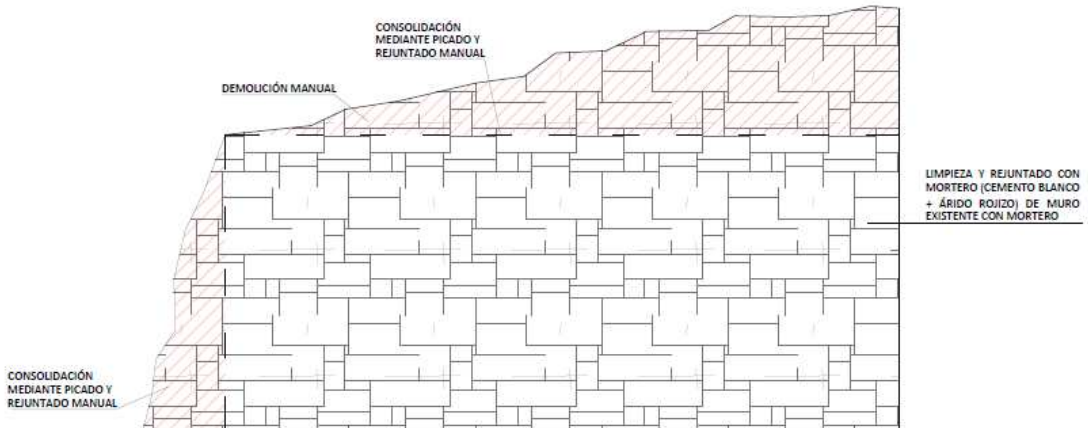 CONSOLIDACIÓN
MEDIANTE PICADO Y
REJUNTADO MANUAL
DEMOLICIÓN MANUAL
LIMPIEZA Y REJUNTADO CON
MORTERO (CEMENTO BLANCO
+ ÁRIDO ROJIZO) DE MURO
EXISTENTE CON MORTERO
CONSOLIDACIÓN
MEDIANTE PICADO Y
REJUNTADO MANUAL